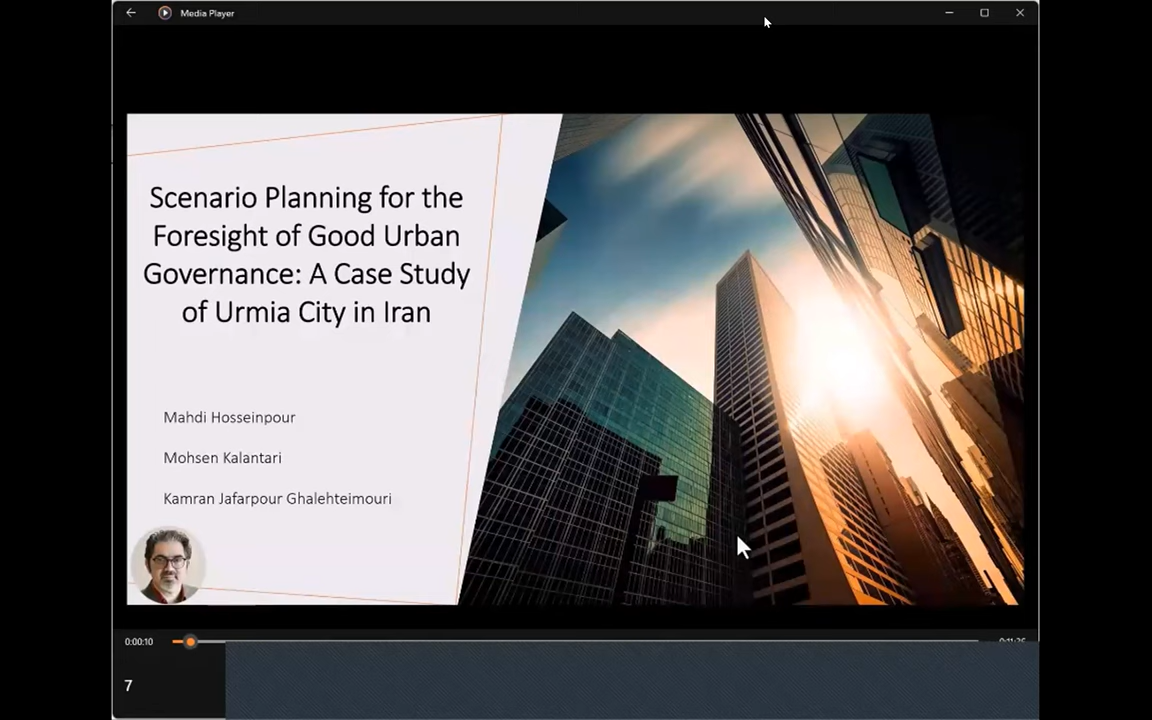 Media Player
Scenario Planning for the
Foresight of Good Urban
Governance: A Case Study
of Urmia City in Iran
Mahdi Hosseinpour
Mohsen Kalantari
Kamran Jafarpour Ghalehteimouri
0:00:10
7